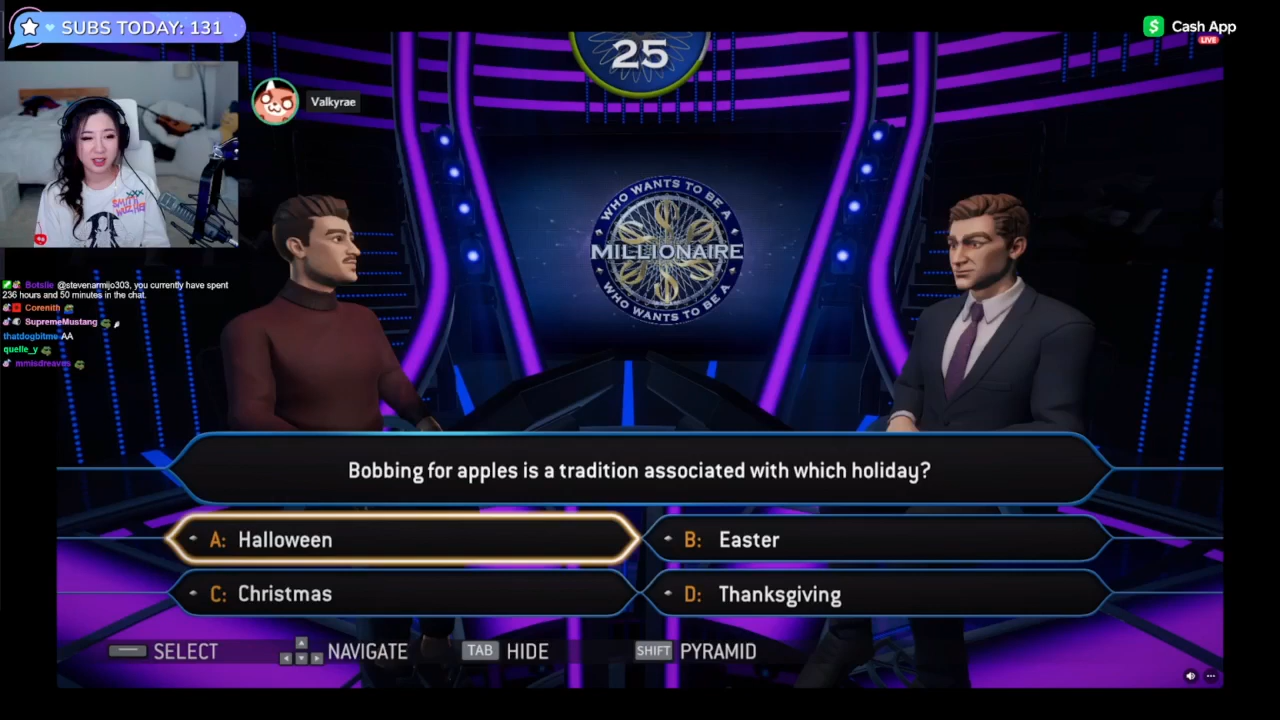 SUBS TODAY: 131
Cash App
LIVE
25
Valkyrae
WHO WANTS TO BE A
MILLIONAIRE
WHO WANTS TO BE A
Botslie @stevenarmijo303, you currently have spent
236 hours and 50 minutes in the chat.
Corenith
SupremeMustang
thatdogbitme AA
quelle_y
mmisdreavus
Bobbing for apples is a tradition associated with which holiday?
A: Halloween
B: Easter
C: Christmas
D: Thanksgiving
SELECT
NAVIGATE
TAB HIDE
SHIFT PYRAMID